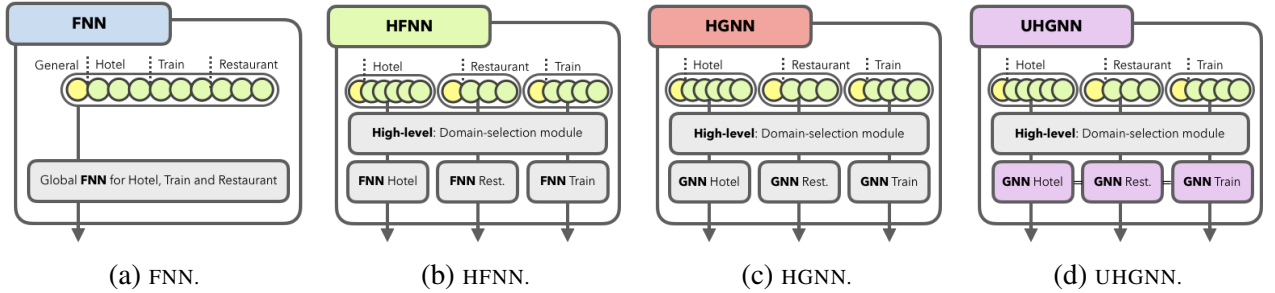 FNN
General Hotel Train Restaurant
Global FNN for Hotel, Train and Restaurant
(a) FNN.
HFNN
Hotel Restaurant Train
High-level: Domain-selection module
FNN Hotel FNN Rest. FNN Train
(b) HFNN.
HGNN
Hotel Restaurant Train
High-level: Domain-selection module
GNN Hotel GNN Rest. GNN Train
(c) HGNN.
UHGNN
Hotel Restaurant Train
High-level: Domain-selection module
GNN Hotel GNN Rest. GNN Train
(d) UHGNN.